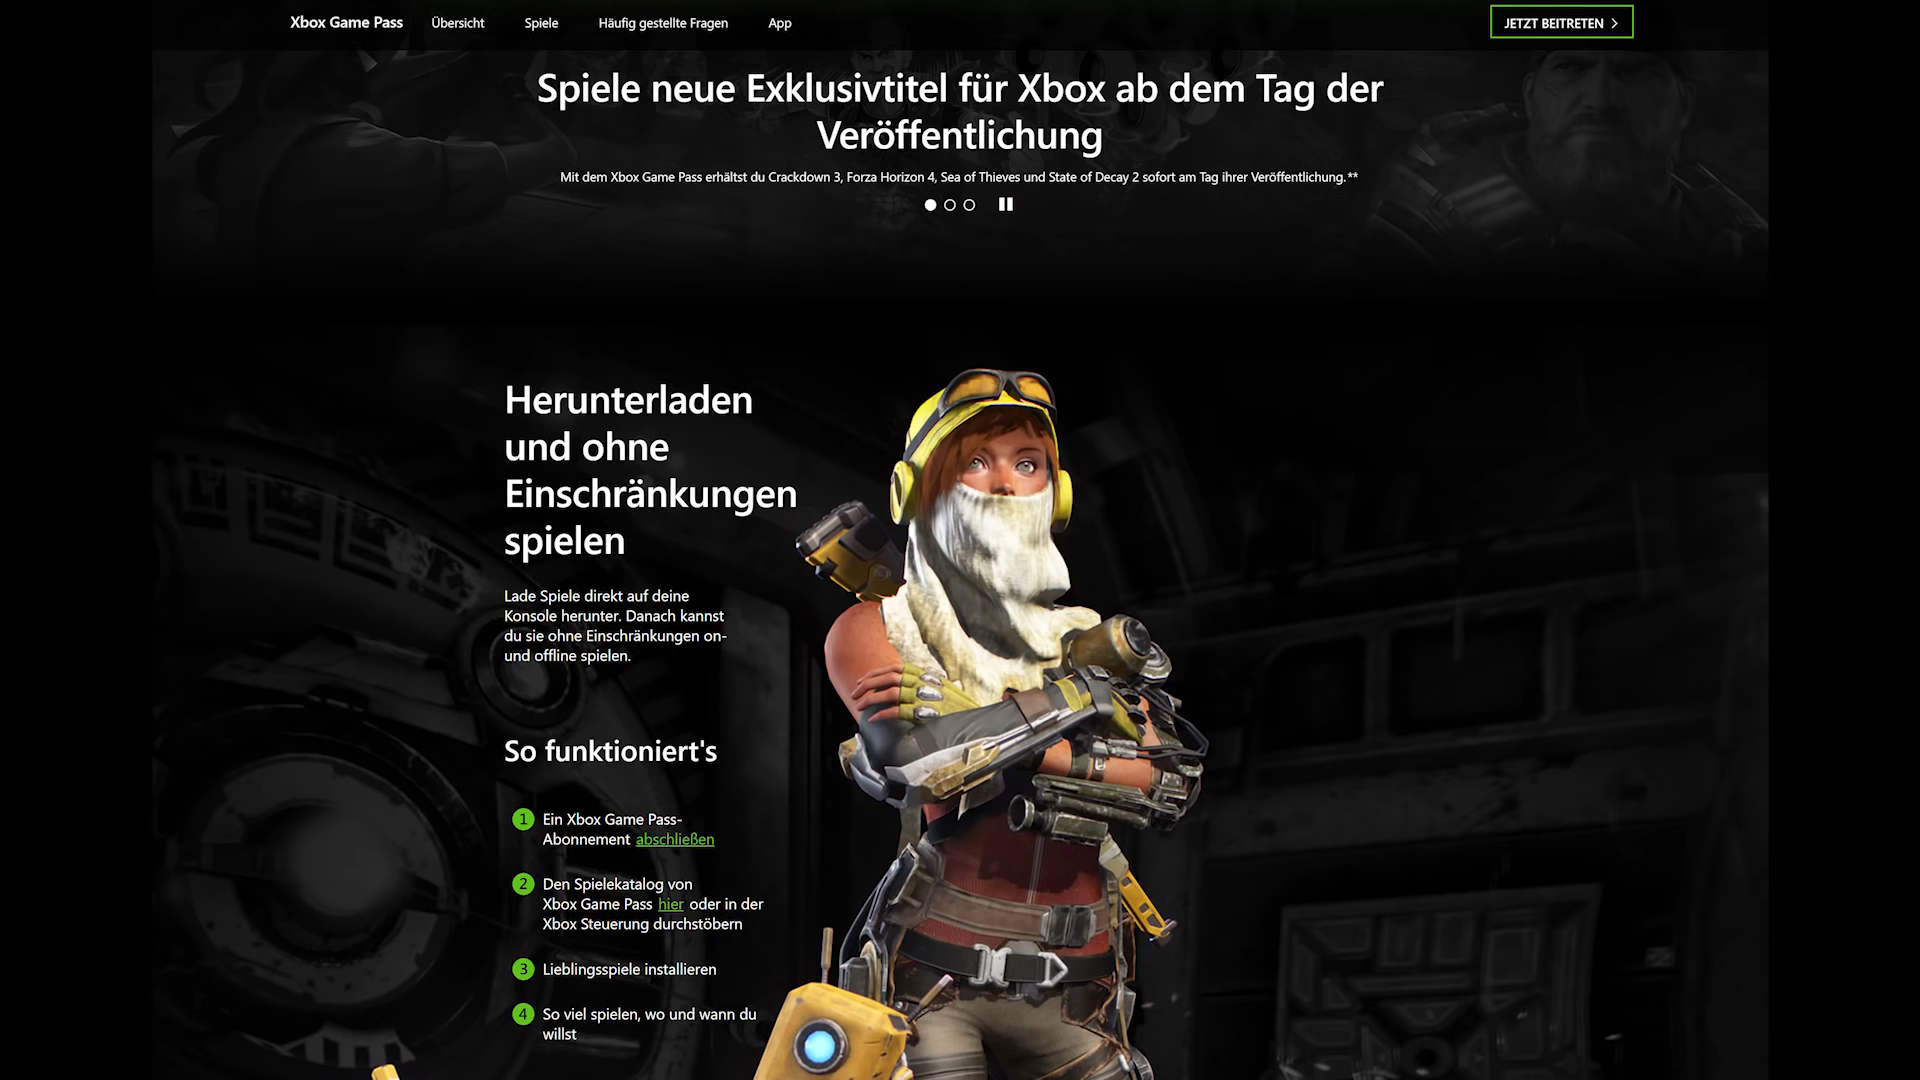 Xbox Game Pass Übersicht Spiele Häufig gestellte Fragen App JETZT BEITRETEN
Spiele neue Exklusivtitel für Xbox ab dem Tag der
Veröffentlichung
Mit dem Xbox Game Pass erhältst du Crackdown 3, Forza Horizon 4, Sea of Thieves und State of Decay 2 sofort am Tag ihrer Veröffentlichung.**
Herunterladen
und ohne
Einschränkungen
spielen
Lade Spiele direkt auf deine
Konsole herunter. Danach kannst
du sie ohne Einschränkungen on-
und offline spielen.
So funktioniert's
1 Ein Xbox Game Pass-
Abonnement abschließen
2 Den Spielekatalog von
Xbox Game Pass hier oder in der
Xbox Steuerung durchstöbern
3 Lieblingsspiele installieren
4 So viel spielen, wo und wann du
willst